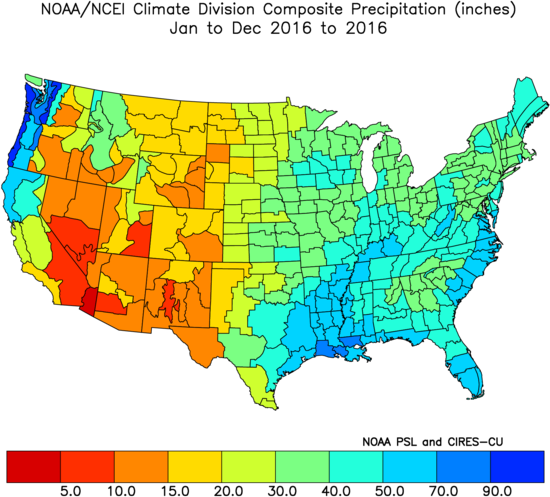 NOAA/NCEI Climate Division Composite Precipitation (inches)
Jan to Dec 2016 to 2016
NOAA PSL and CIRES-CU
5.0 10.0 15.0 20.0 30.0 40.0 50.0 70.0 90.0